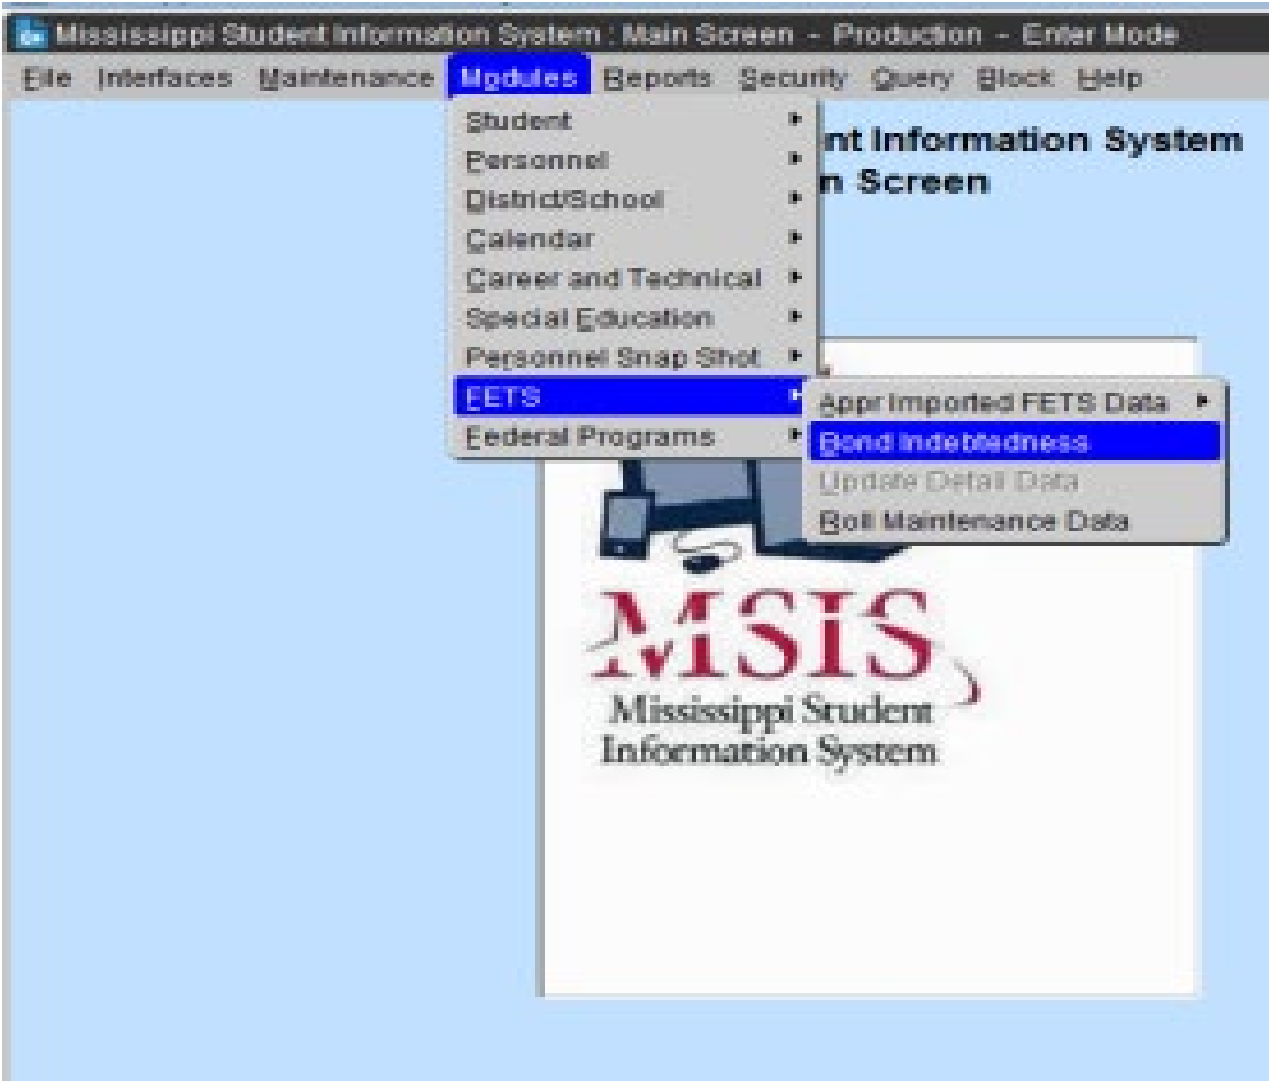 Mississippi Student Information System : Main Screen - Production - Enter Mode
File Interfaces Maintenance Modules Reports Security Query Block Help
nt Information System
n Screen
Student
Personnel
District/School
Calendar
Career and Technical
Special Education
Personnel Snap Shot
FETS
Federal Programs
Appr Imported FETS Data
Bond Indebtedness
Update Detail Data
Roll Maintenance Data
MSIS
Mississippi Student
Information System